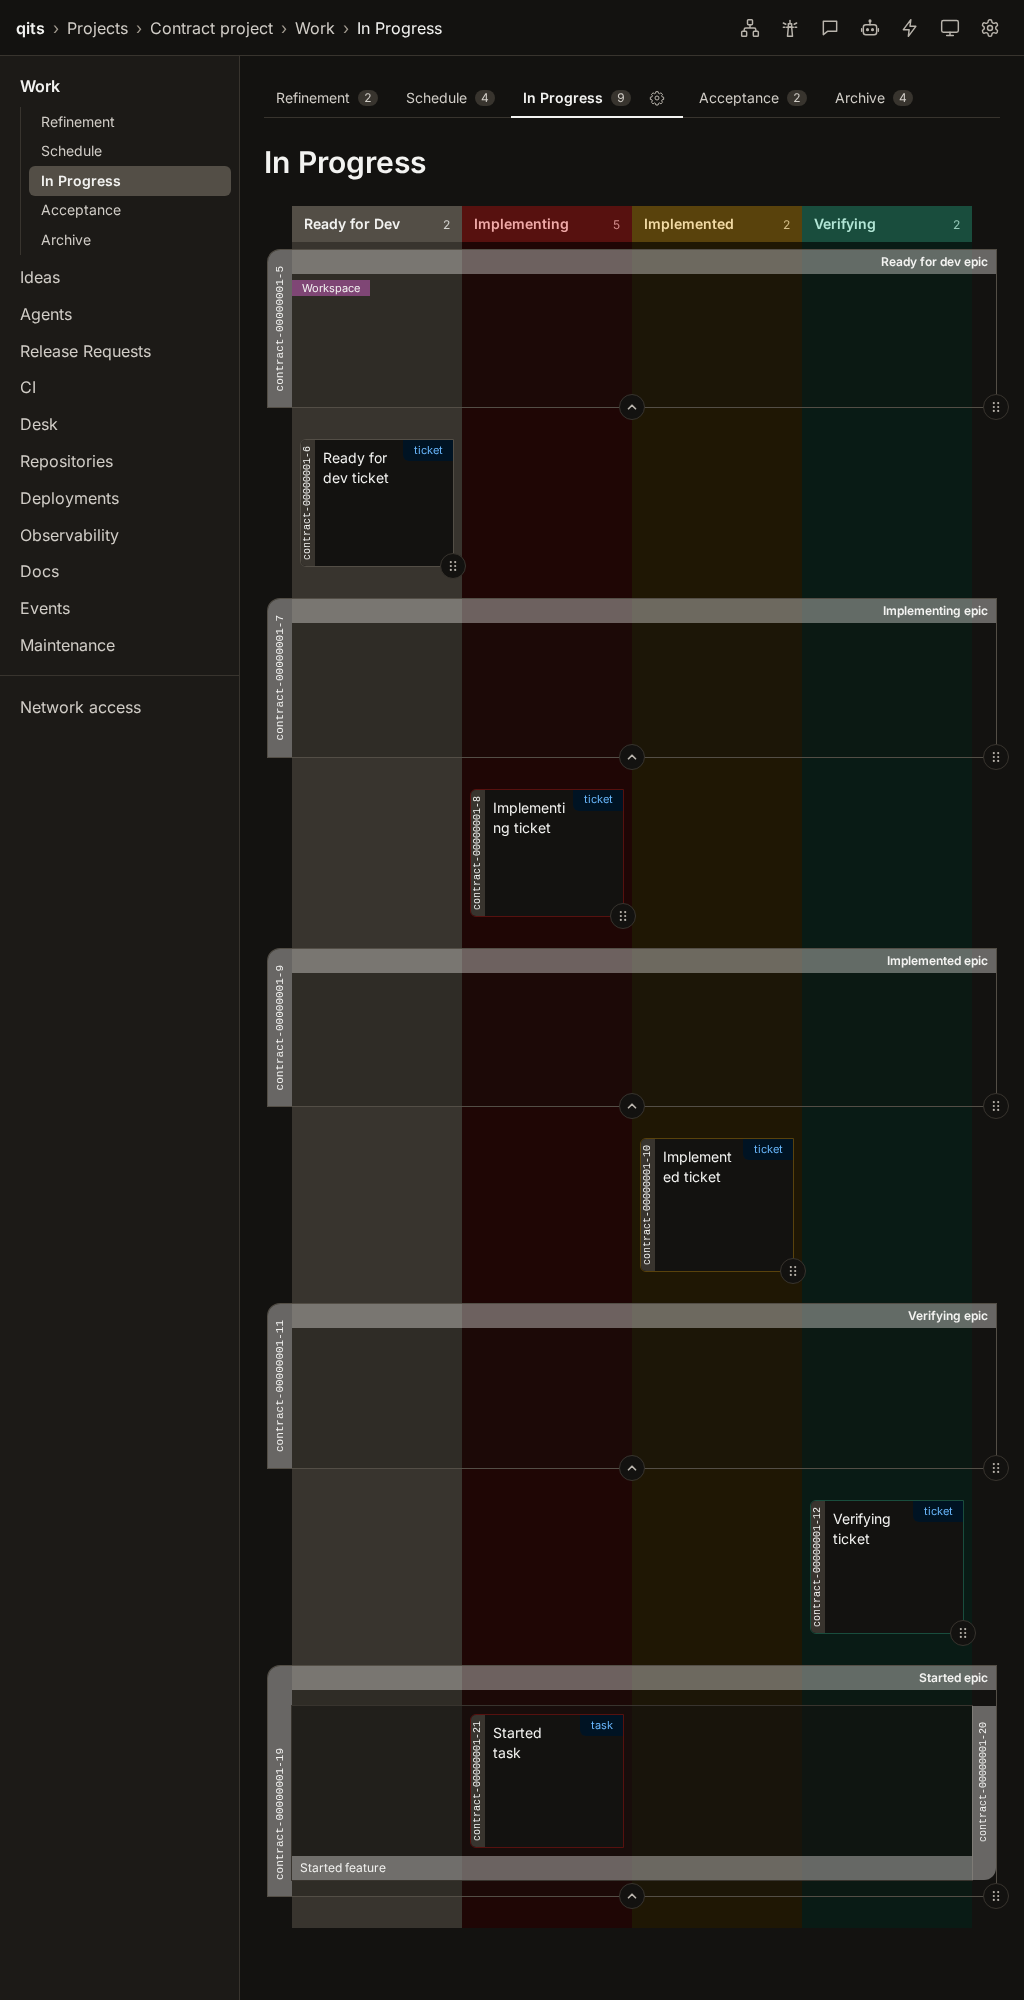 qits › Projects › Contract project › Work › In Progress
Work
Refinement
Schedule
In Progress
Acceptance
Archive
Ideas
Agents
Release Requests
CI
Desk
Repositories
Deployments
Observability
Docs
Events
Maintenance
Network access
Refinement 2 Schedule 4 In Progress 9 Acceptance 2 Archive 4
In Progress
Ready for Dev 2 Implementing 5 Implemented 2 Verifying 2
Ready for dev epic
contract-00000001-5
Workspace
contract-00000001-6
Ready for
dev ticket
ticket
Implementing epic
contract-00000001-7
contract-00000001-8
Implementi
ng ticket
ticket
Implemented epic
contract-00000001-9
contract-00000001-10
Implement
ed ticket
ticket
Verifying epic
contract-00000001-11
contract-00000001-12
Verifying
ticket
ticket
Started epic
contract-00000001-19
contract-00000001-21
Started
task
task
contract-00000001-20
Started feature